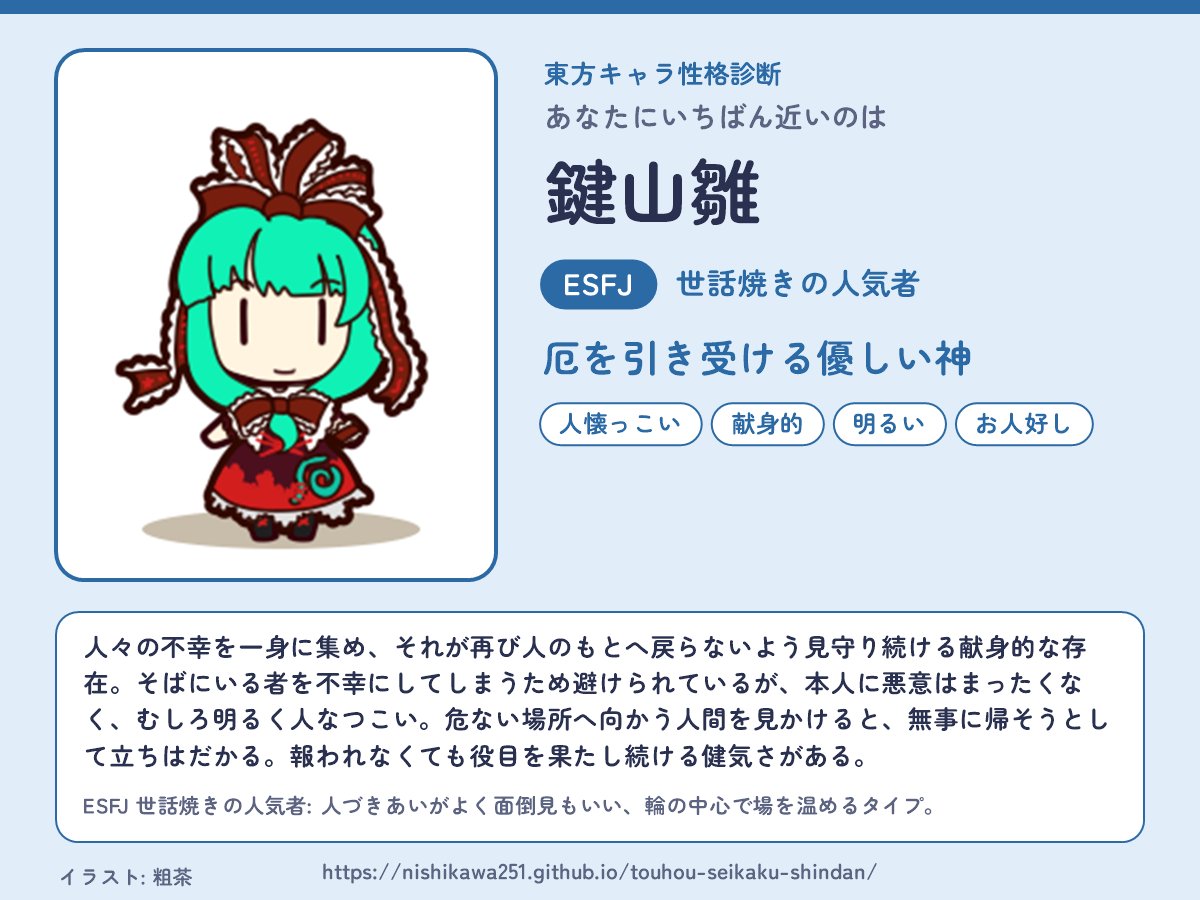 東方キャラ性格診断
あなたにいちばん近いのは
鍵山雛
ESFJ 世話焼きの人気者
厄を引き受ける優しい神
人懐っこい 献身的 明るい お人好し
人々の不幸を一身に集め、それが再び人のもとへ戻らないよう見守り続ける献身的な存
在。そばにいる者を不幸にしてしまうため避けられているが、本人に悪意はまったくな
く、むしろ明るく人なつこい。危ない場所へ向かう人間を見かけると、無事に帰そうとし
て立ちはだかる。報われなくても役目を果たし続ける健気さがある。
ESFJ 世話焼きの人気者: 人づきあいがよく面倒見もいい、輪の中心で場を温めるタイプ。
イラスト: 粗茶
https://nishikawa251.github.io/touhou-seikaku-shindan/